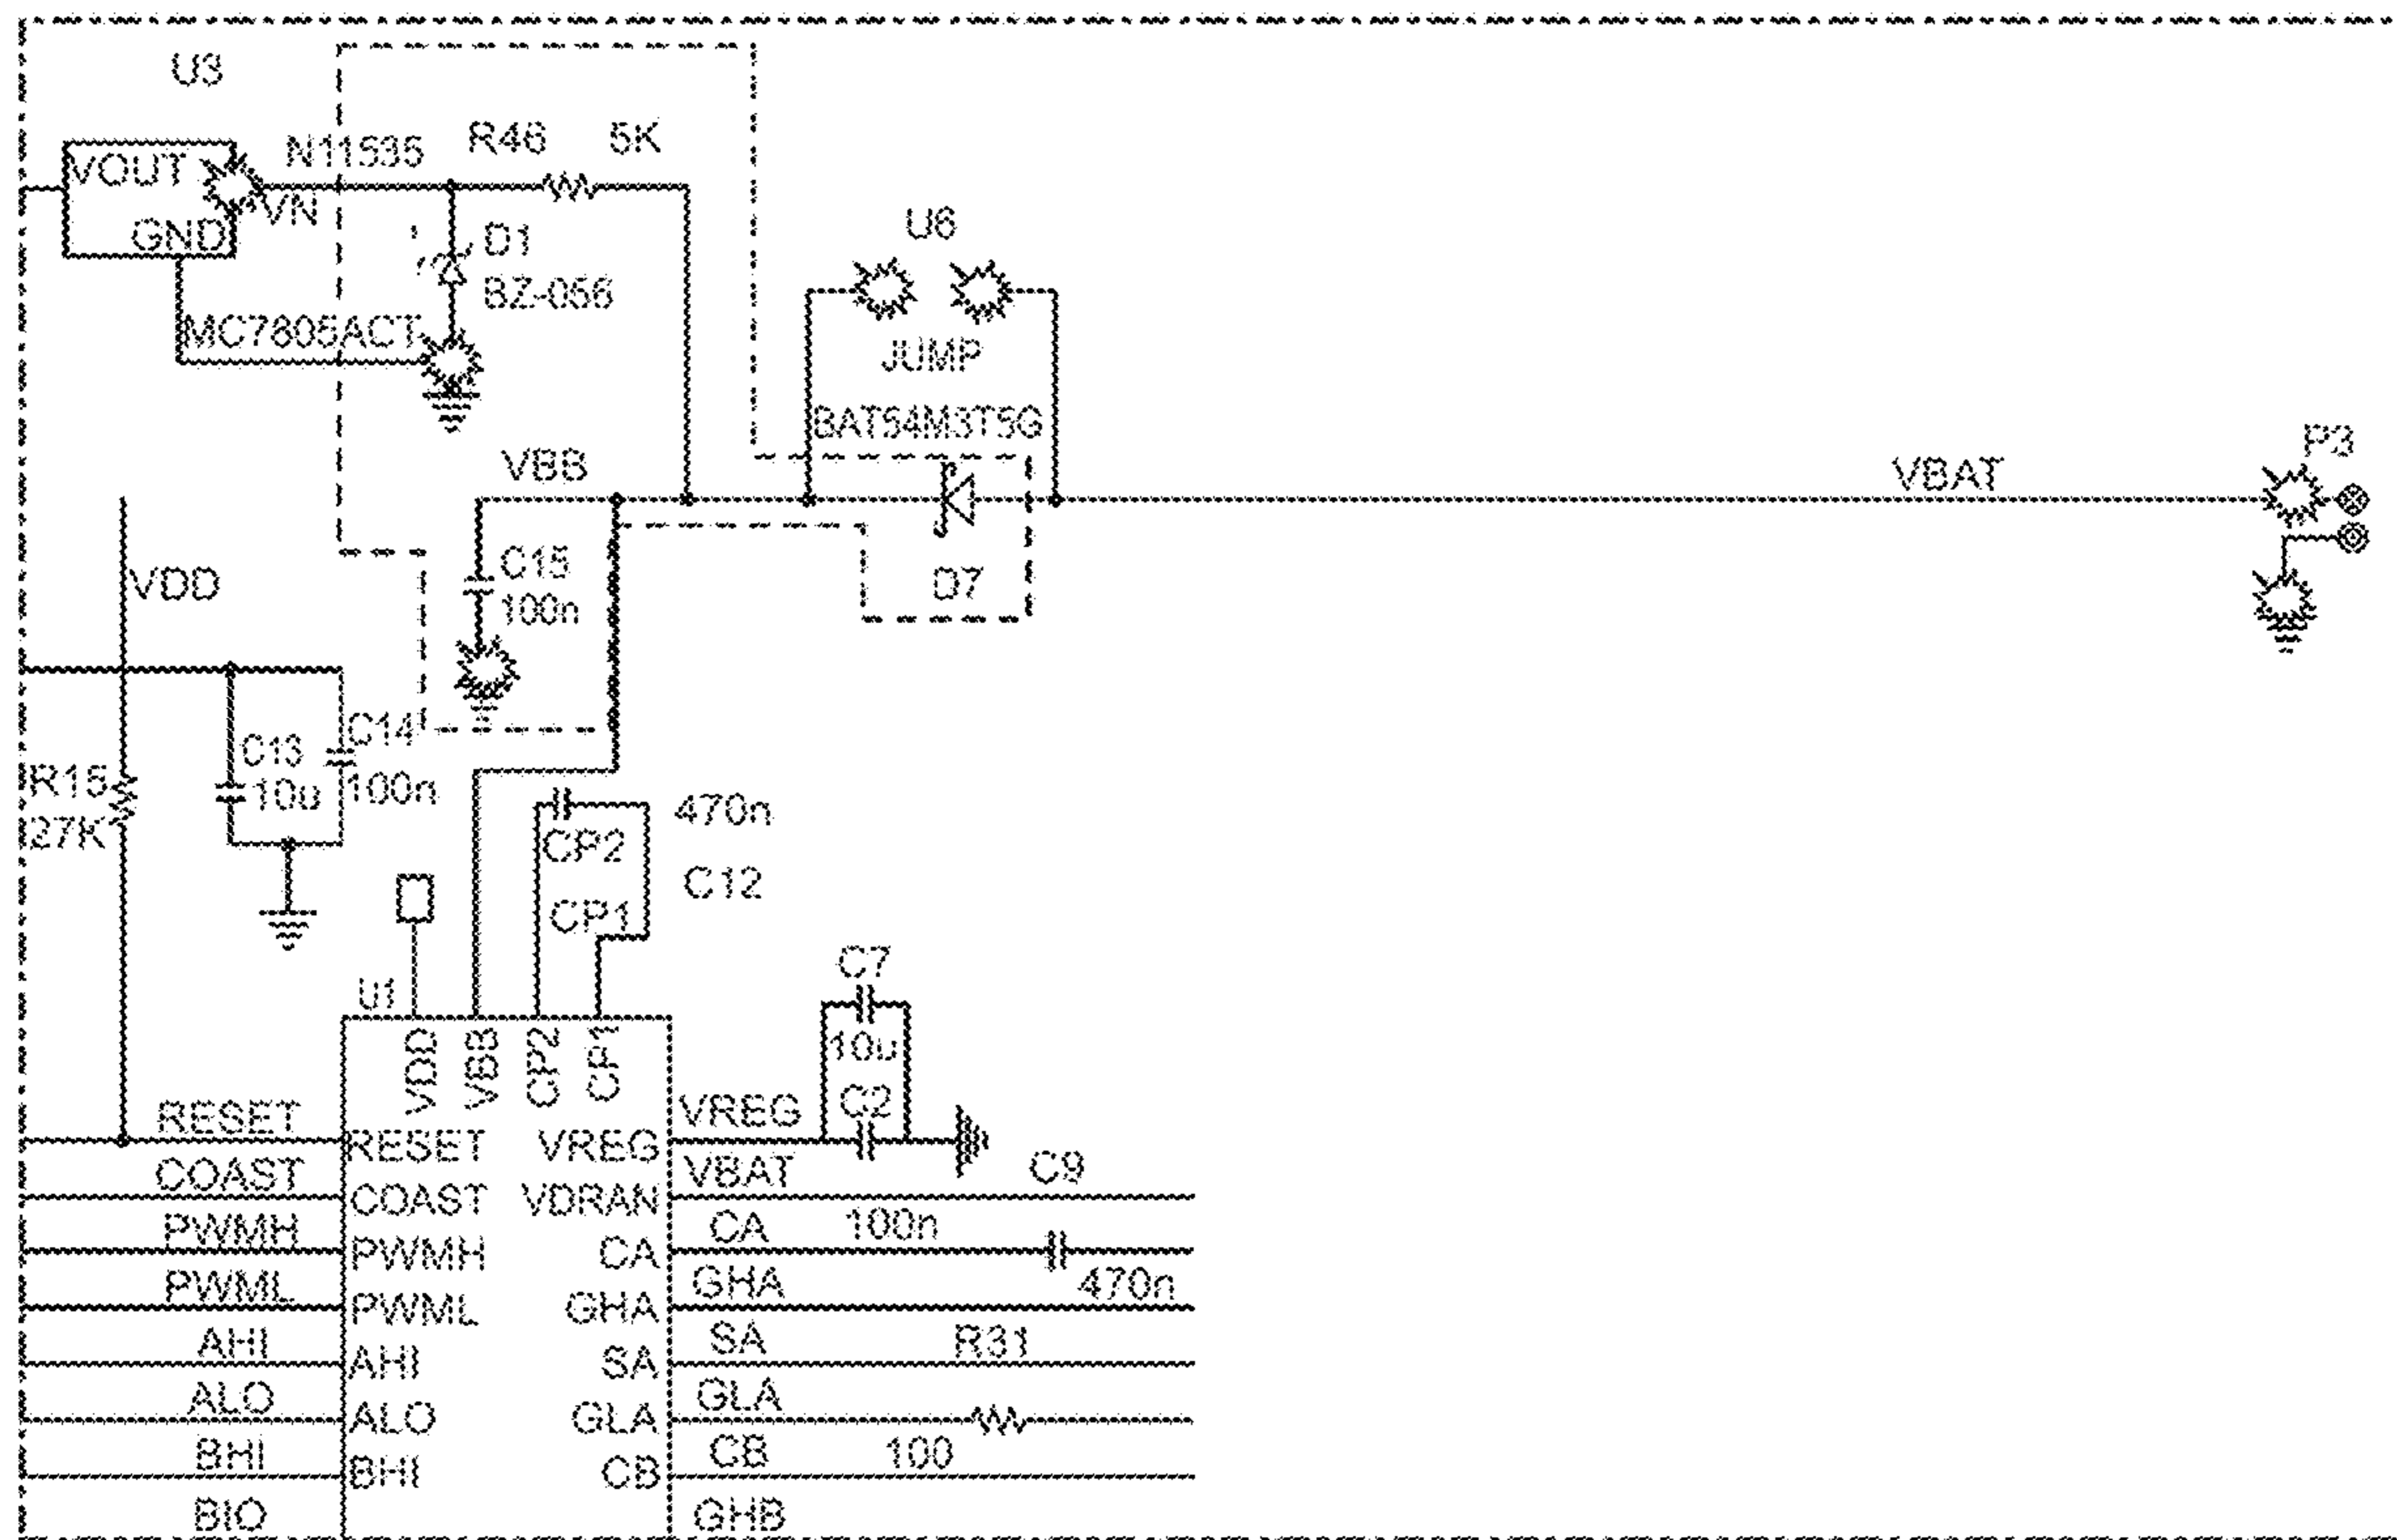 U3
VOUT
N11535
R46
5K
VN
GND
D1
BZ-056
MC7805ACT
U6
JUMP
BAT54M3T5G
VBB
VBAT
P3
C15
100n
D7
VDD
C13
10u
C14
100n
R15
27K
470n
CP2
C12
CP1
U1
C7
10u
C2
VDD
VBB
CP2
CP1
RESET
RESET
VREG
VREG
COAST
COAST
VDRAN
VBAT
C9
100n
PWMH
PWMH
CA
CA
470n
PWML
PWML
GHA
GHA
AHI
AHI
SA
SA
R31
ALO
ALO
GLA
GLA
100
BHI
BHI
CB
CB
BIO
GHB